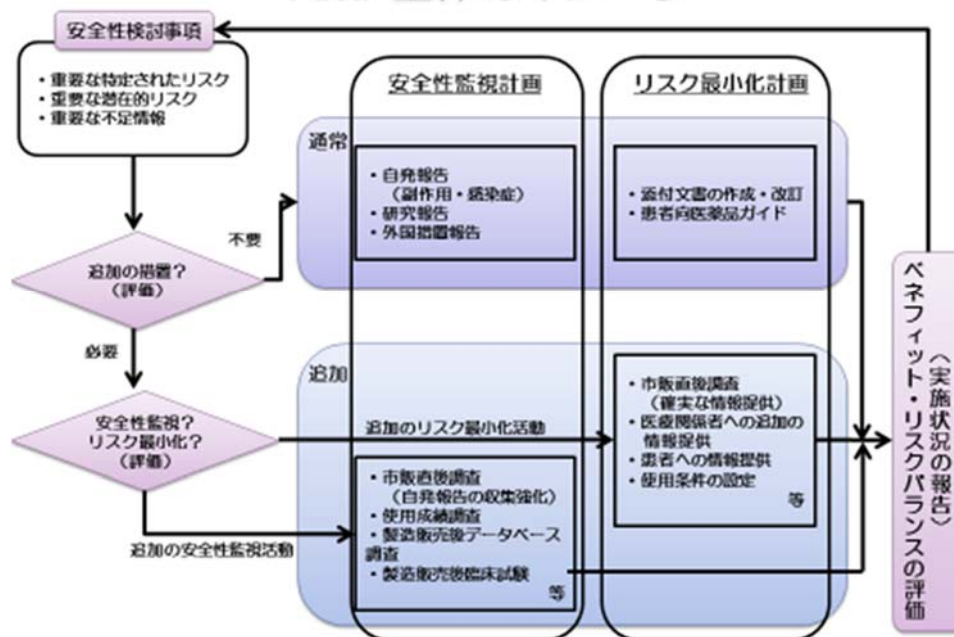 安全性検討事項
・重要な特定されたリスク
・重要な潜在的リスク
・重要な不足情報
安全性監視計画
リスク最小化計画
通常
・自発報告
（副作用・感染症）
・研究報告
・外国措置報告
・添付文書の作成・改訂
・患者向医薬品ガイド
不要
追加の措置？
（評価）
必要
追加
安全性監視？
リスク最小化？
（評価）
追加のリスク最小化活動
追加の安全性監視活動
・市販直後調査
（自発報告の収集強化）
・使用成績調査
・製造販売後データベース
調査
・製造販売後臨床試験
等
・市販直後調査
（確実な情報提供）
・医療関係者への追加の
情報提供
・患者への情報提供
・使用条件の設定
等
ベネフィット・リスクバランスの評価
（実施状況の報告）